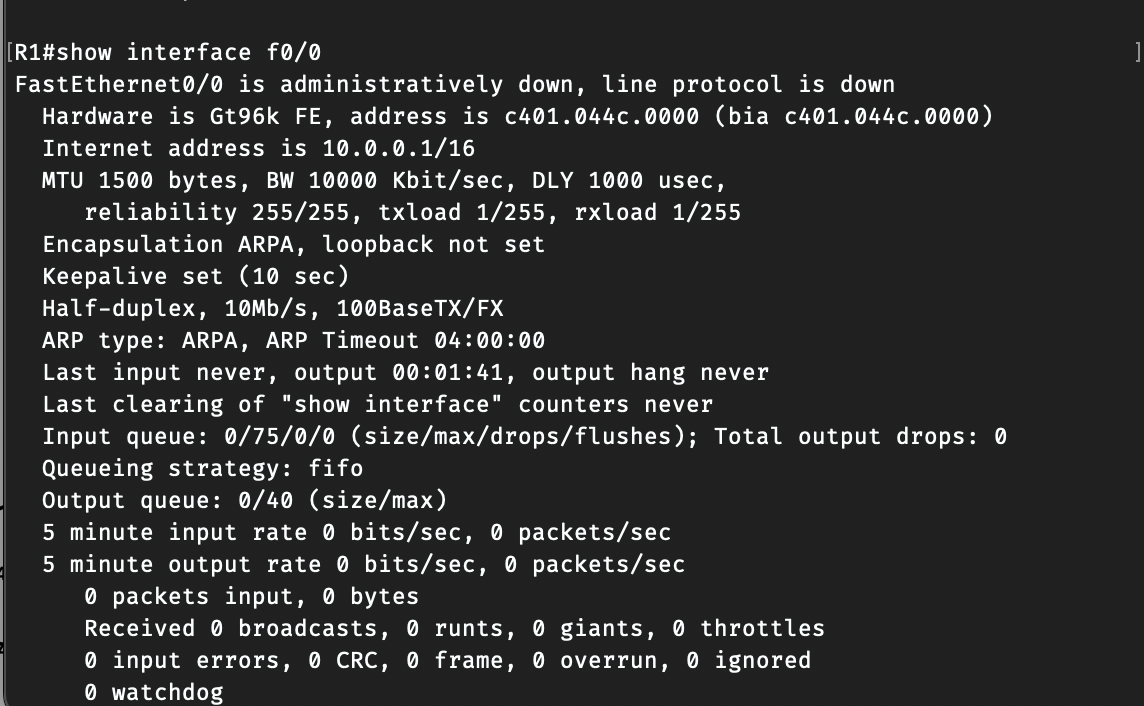 [R1#show interface f0/0 ]
FastEthernet0/0 is administratively down, line protocol is down
Hardware is Gt96k FE, address is c401.044c.0000 (bia c401.044c.0000)
Internet address is 10.0.0.1/16
MTU 1500 bytes, BW 10000 Kbit/sec, DLY 1000 usec,
reliability 255/255, txload 1/255, rxload 1/255
Encapsulation ARPA, loopback not set
Keepalive set (10 sec)
Half-duplex, 10Mb/s, 100BaseTX/FX
ARP type: ARPA, ARP Timeout 04:00:00
Last input never, output 00:01:41, output hang never
Last clearing of "show interface" counters never
Input queue: 0/75/0/0 (size/max/drops/flushes); Total output drops: 0
Queueing strategy: fifo
Output queue: 0/40 (size/max)
5 minute input rate 0 bits/sec, 0 packets/sec
5 minute output rate 0 bits/sec, 0 packets/sec
0 packets input, 0 bytes
Received 0 broadcasts, 0 runts, 0 giants, 0 throttles
0 input errors, 0 CRC, 0 frame, 0 overrun, 0 ignored
0 watchdog